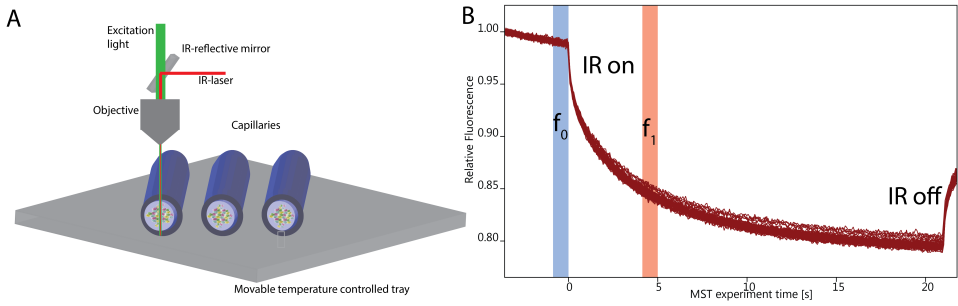 A
Excitation
light
IR-reflective mirror
IR-laser
Objective
Capillaries
Movable temperature controlled tray
B
Relative Fluorescence
1.00
0.95
0.90
0.85
0.80
IR on
f0
f1
IR off
0
5
10
15
20
MST experiment time [s]